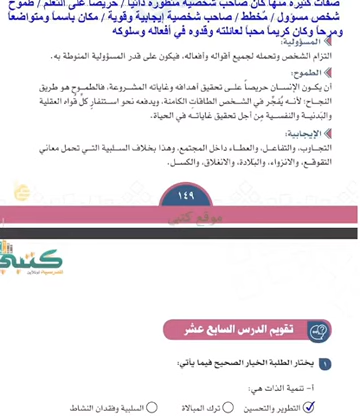 صفات كثيرة منها كان صاحب شخصية متطورة ذاتيا / حريصا على التعلم / طموح
شخص مسؤول / مخطط / صاحب شخصية إيجابية وقوية / مكان باسما ومتواضعا
ومرحا وكان كريما محبا لعائلته وقدوة في أفعاله وسلوكه
المسؤولية:
التزام الشخص وتحمله لجميع أقواله وأفعاله، فيكون على قدر المسؤولية المنوطة به.
الطموح:
أن يكون الإنسان حريصاً على تحقيق أهدافه وغاياته المشروعة، فالطموح هو طريق
النجاح؛ لأنه يُفجِّر في الشخص الطاقات الكامنة، ويدفعه نحو استنفار كلِّ قواه العقلية
والبدنية والنفسية مِن أجل تحقيق غاياته في الحياة.
الإيجابية:
التجاوب، والتفاعل، والعطاء داخل المجتمع، وهذا بخلاف السلبية التي تحمل معاني
التقوقع، والانزواء، والبلادة، والانغلاق، والكسل.
١٤٩
موقع كتبي
كتبي
تقويم الدرس السابع عشر
١ يختار الطلبة الخيار الصحيح فيما يأتي:
أ- تنمية الذات هي:
التطوير والتحسين ترك المبالاة السلبية وفقدان النشاط